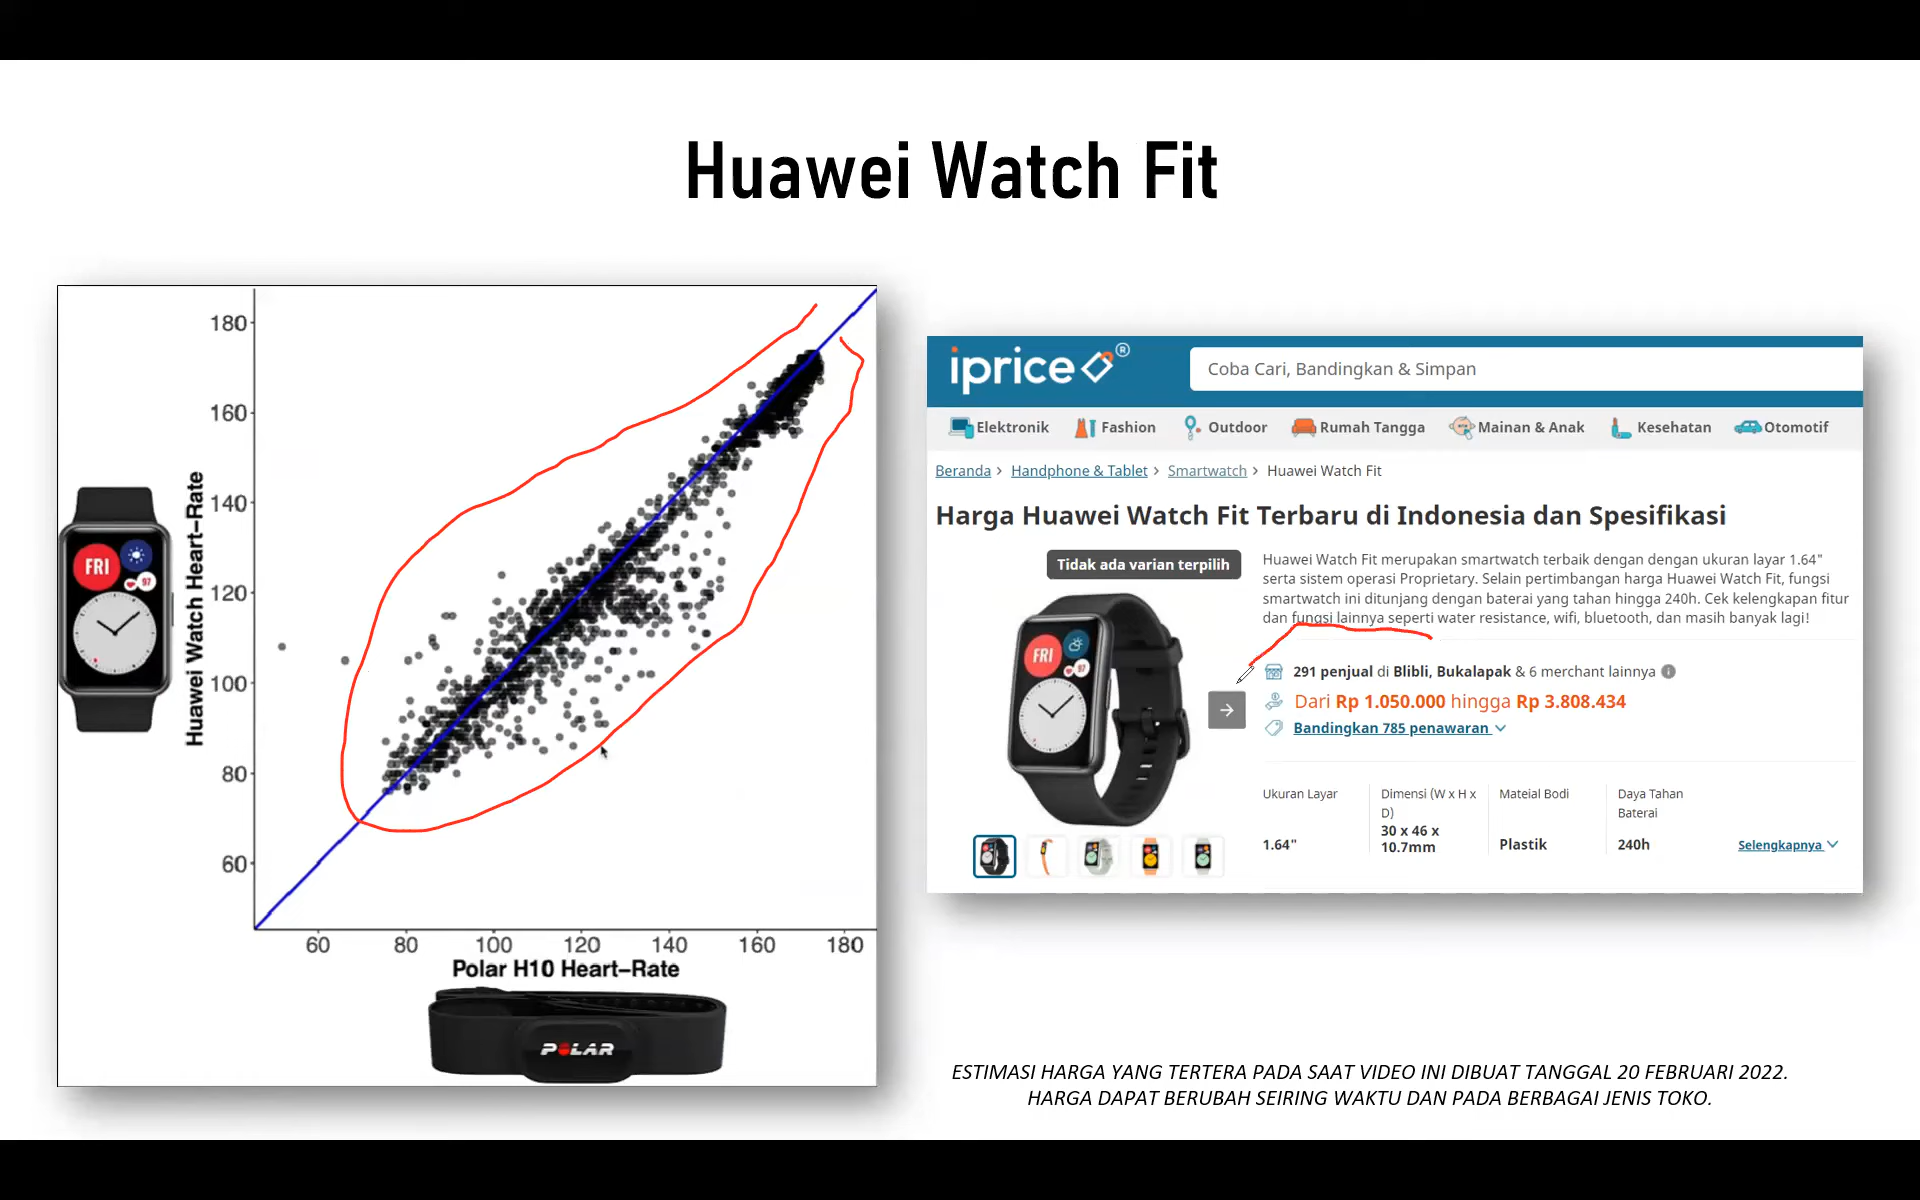 Huawei Watch Fit
180
160
140
120
100
80
60
Huawei Watch Heart-Rate
FRI
97
60 80 100 120 140 160 180
Polar H10 Heart-Rate
POLAR
iprice ®
Coba Cari, Bandingkan & Simpan
Elektronik Fashion Outdoor Rumah Tangga Mainan & Anak Kesehatan Otomotif
Beranda > Handphone & Tablet > Smartwatch > Huawei Watch Fit
Harga Huawei Watch Fit Terbaru di Indonesia dan Spesifikasi
Tidak ada varian terpilih
FRI
97
Huawei Watch Fit merupakan smartwatch terbaik dengan dengan ukuran layar 1.64"
serta sistem operasi Proprietary. Selain pertimbangan harga Huawei Watch Fit, fungsi
smartwatch ini ditunjang dengan baterai yang tahan hingga 240h. Cek kelengkapan fitur
dan fungsi lainnya seperti water resistance, wifi, bluetooth, dan masih banyak lagi!
291 penjual di Blibli, Bukalapak & 6 merchant lainnya
Dari Rp 1.050.000 hingga Rp 3.808.434
Bandingkan 785 penawaran
Ukuran Layar
1.64"
Dimensi (W x H x
D)
30 x 46 x
10.7mm
Mateial Bodi
Plastik
Daya Tahan
Baterai
240h
Selengkapnya
ESTIMASI HARGA YANG TERTERA PADA SAAT VIDEO INI DIBUAT TANGGAL 20 FEBRUARI 2022.
HARGA DAPAT BERUBAH SEIRING WAKTU DAN PADA BERBAGAI JENIS TOKO.